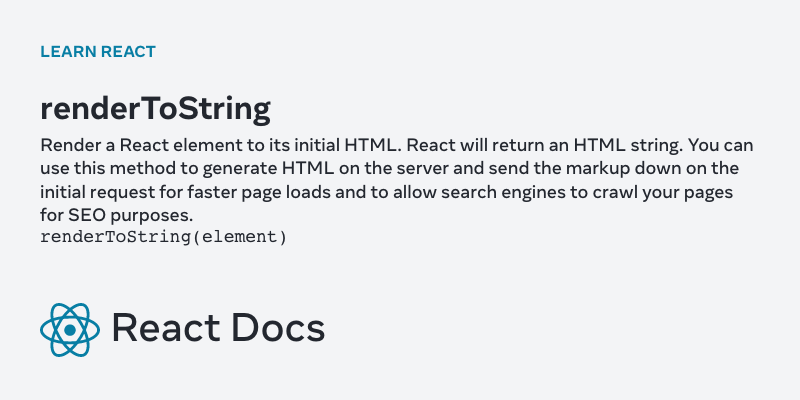 LEARN REACT
renderToString
Render a React element to its initial HTML. React will return an HTML string. You can
use this method to generate HTML on the server and send the markup down on the
initial request for faster page loads and to allow search engines to crawl your pages
for SEO purposes.
renderToString(element)
React Docs